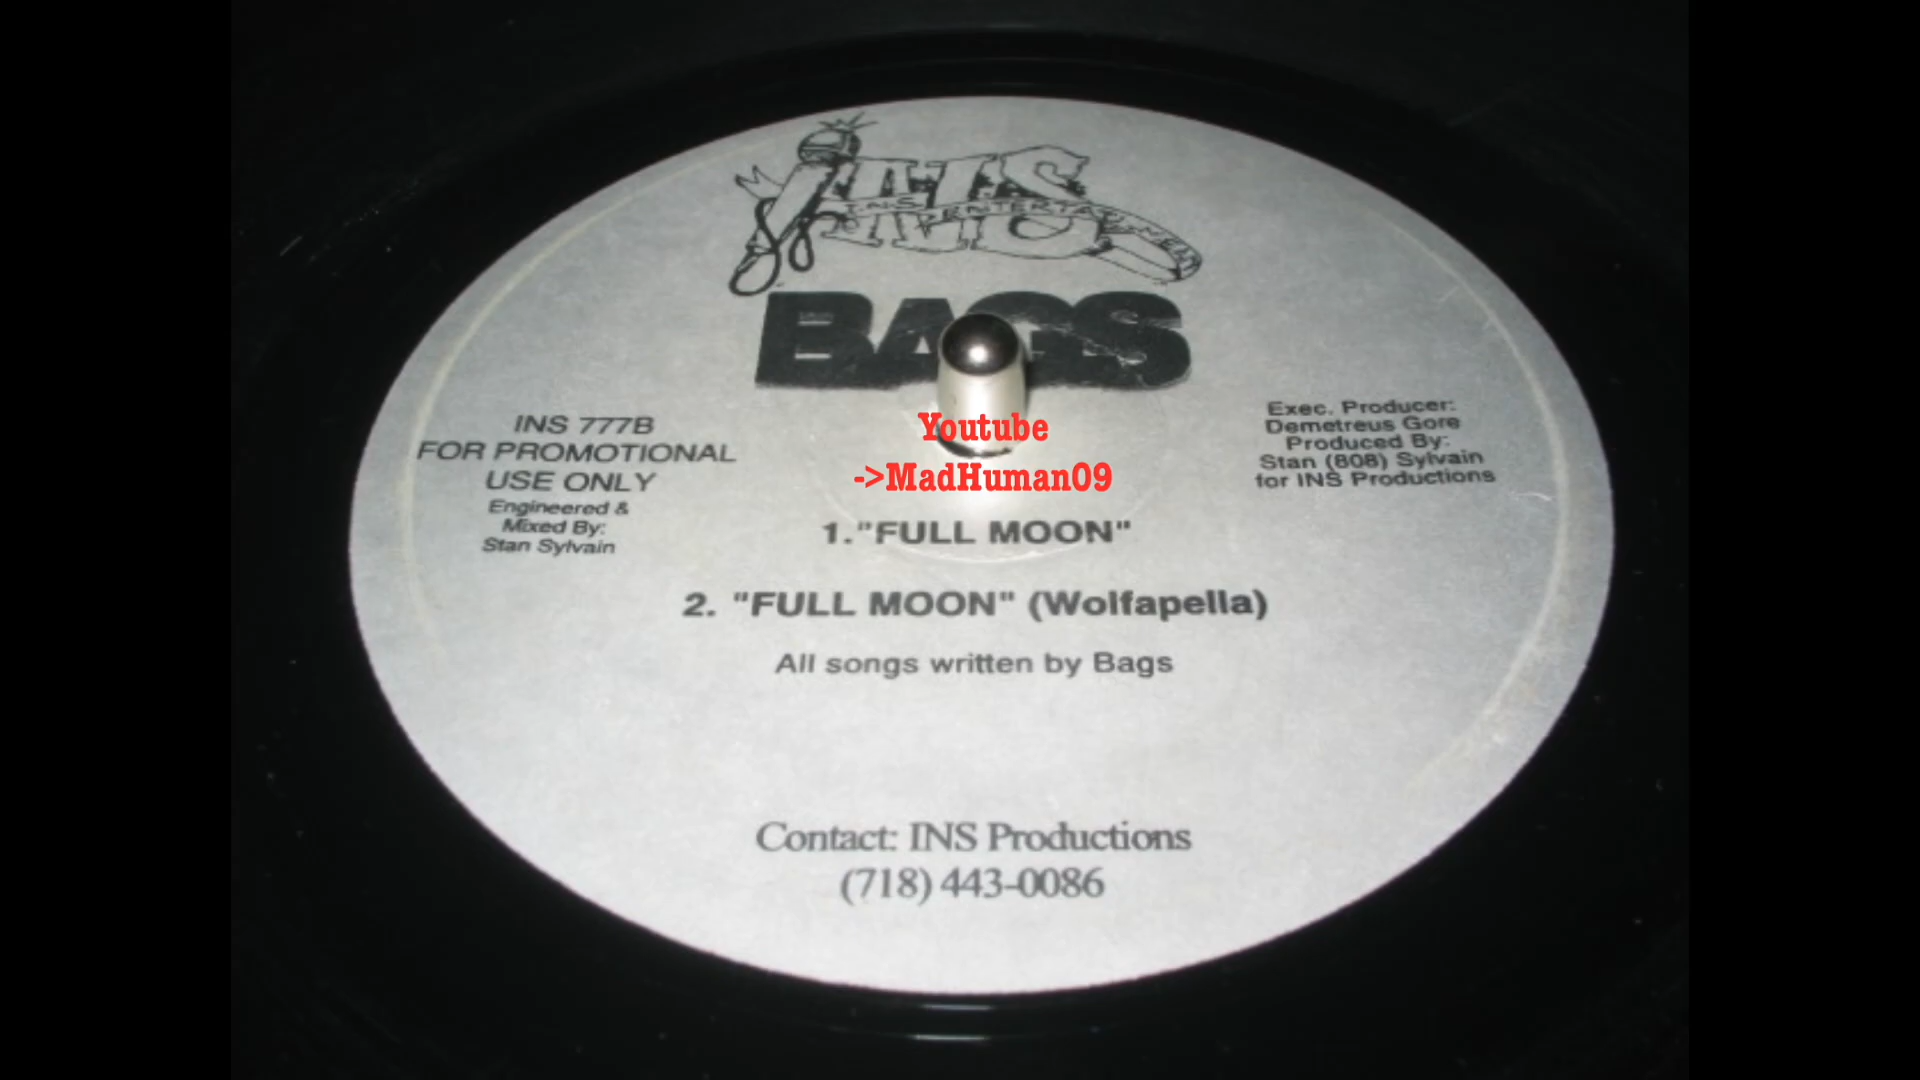 INS
I.N.S. ENTERTAINMENT
BAGS
INS 777B
FOR PROMOTIONAL
USE ONLY
Engineered &
Mixed By:
Stan Sylvain
Exec. Producer:
Demetreus Gore
Produced By:
Stan (808) Sylvain
for INS Productions
Youtube
->MadHuman09
1."FULL MOON"
2. "FULL MOON" (Wolfapella)
All songs written by Bags
Contact: INS Productions
(718) 443-0086